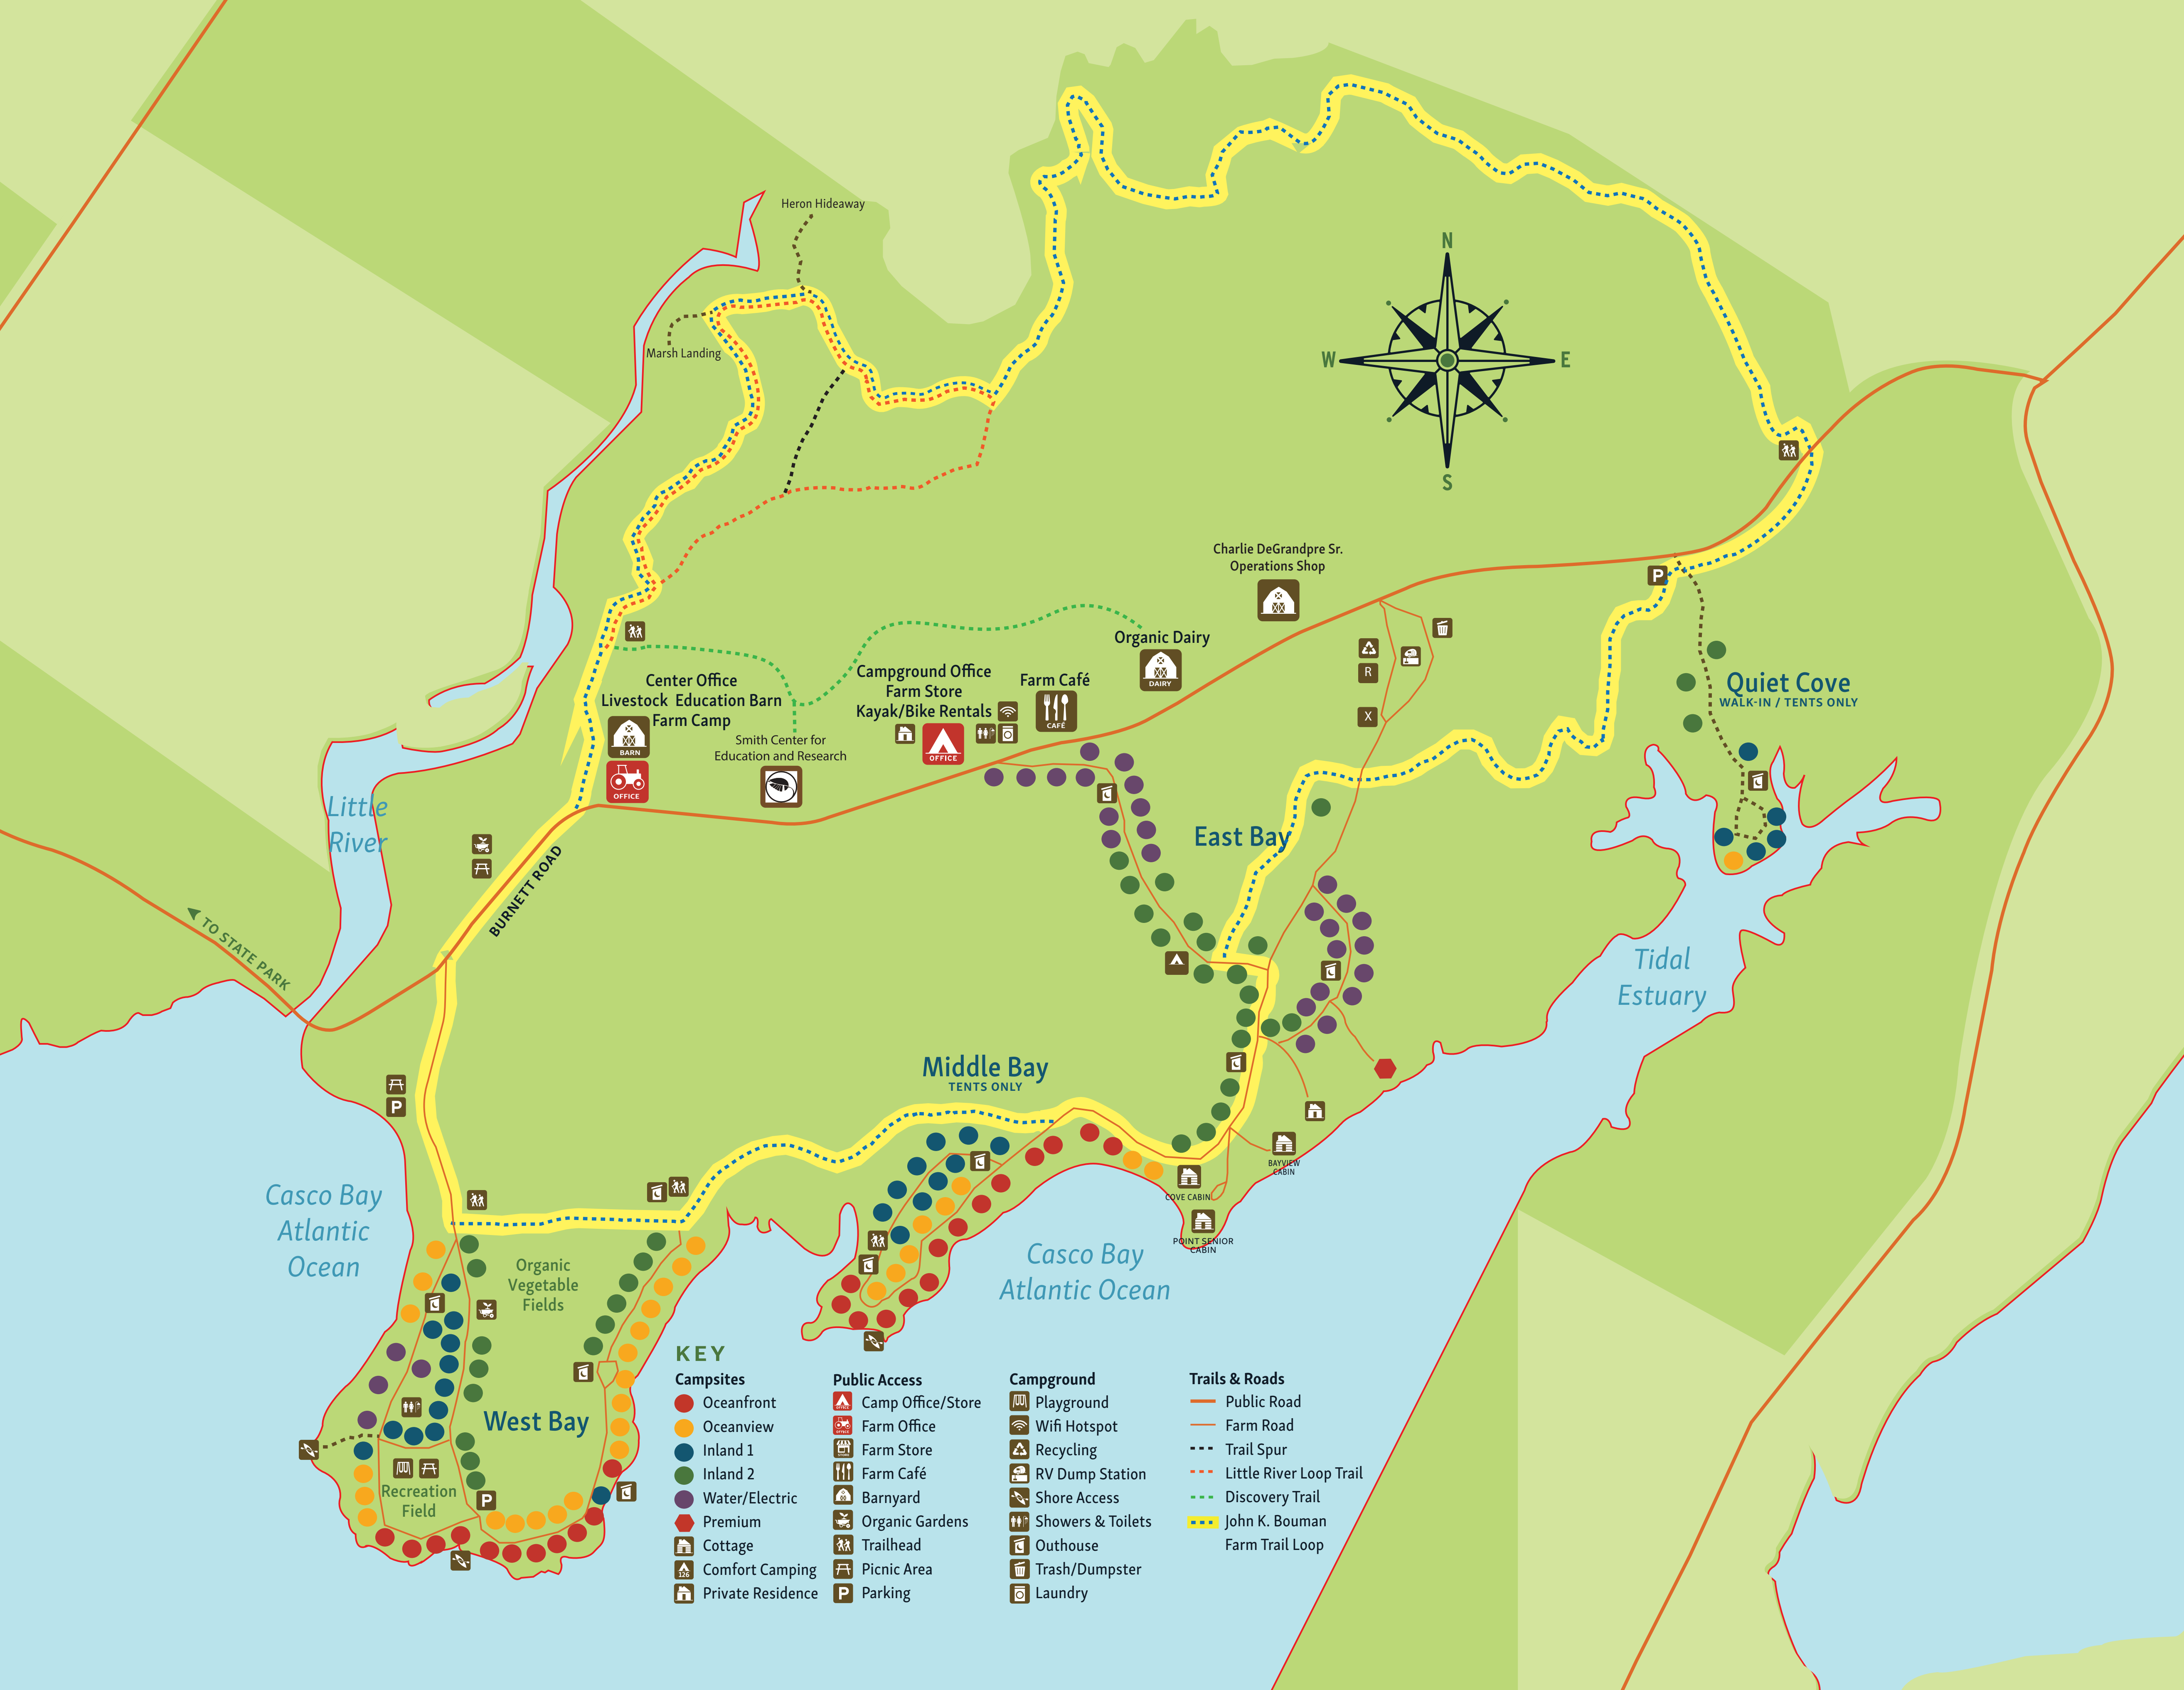 Heron Hideaway
Marsh Landing
N
W
E
S
Charlie DeGrandpre Sr.
Operations Shop
Organic Dairy
DAIRY
P
R
X
Center Office
Livestock Education Barn
Farm Camp
BARN
OFFICE
Smith Center for
Education and Research
Campground Office
Farm Store
Kayak/Bike Rentals
OFFICE
Farm Café
CAFÉ
Quiet Cove
WALK-IN / TENTS ONLY
Little
River
East Bay
BURNETT ROAD
TO STATE PARK
Tidal
Estuary
Middle Bay
TENTS ONLY
P
BAYVIEW
CABIN
COVE CABIN
POINT SENIOR
CABIN
Casco Bay
Atlantic
Ocean
Casco Bay
Atlantic Ocean
Organic
Vegetable
Fields
West Bay
Recreation
Field
P
KEY
Campsites
Oceanfront
Oceanview
Inland 1
Inland 2
Water/Electric
Premium
Cottage
126
Comfort Camping
Private Residence
Public Access
OFFICE
Camp Office/Store
OFFICE
Farm Office
Farm Store
Farm Café
Barnyard
Organic Gardens
Trailhead
Picnic Area
P
Parking
Campground
Playground
Wifi Hotspot
Recycling
RV Dump Station
Shore Access
Showers & Toilets
Outhouse
Trash/Dumpster
Laundry
Trails & Roads
Public Road
Farm Road
Trail Spur
Little River Loop Trail
Discovery Trail
John K. Bouman
Farm Trail Loop